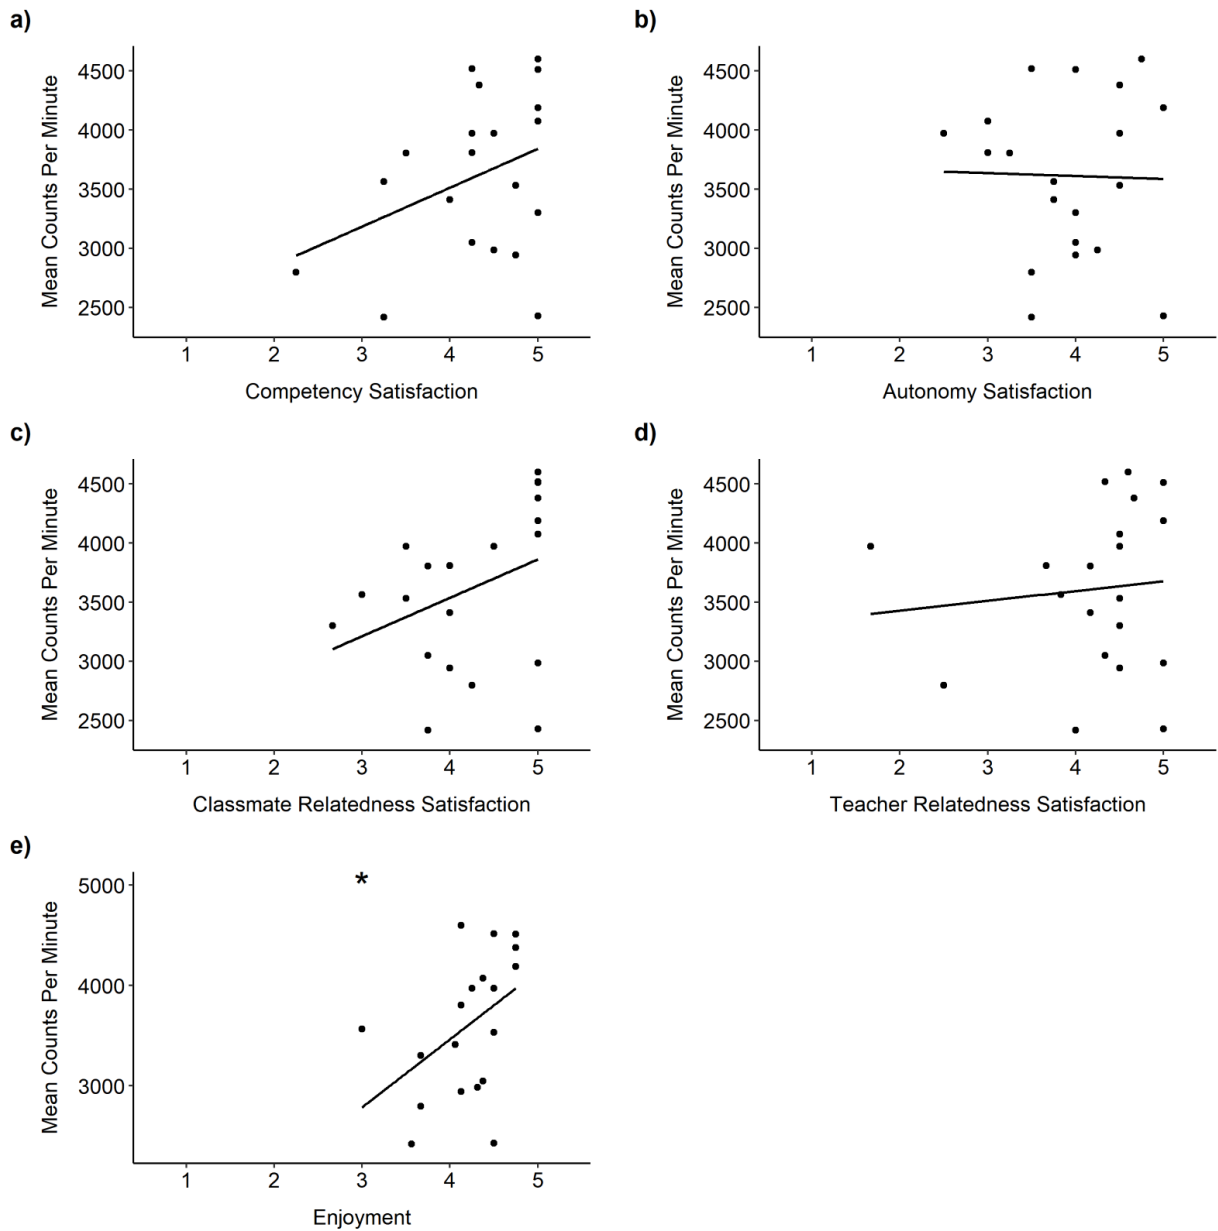 a)
Mean Counts Per Minute
4500
4000
3500
3000
2500
1 2 3 4 5
Competency Satisfaction
b)
Mean Counts Per Minute
4500
4000
3500
3000
2500
1 2 3 4 5
Autonomy Satisfaction
c)
Mean Counts Per Minute
4500
4000
3500
3000
2500
1 2 3 4 5
Classmate Relatedness Satisfaction
d)
Mean Counts Per Minute
4500
4000
3500
3000
2500
1 2 3 4 5
Teacher Relatedness Satisfaction
e)
Mean Counts Per Minute
5000
4000
3000
*
1 2 3 4 5
Enjoyment